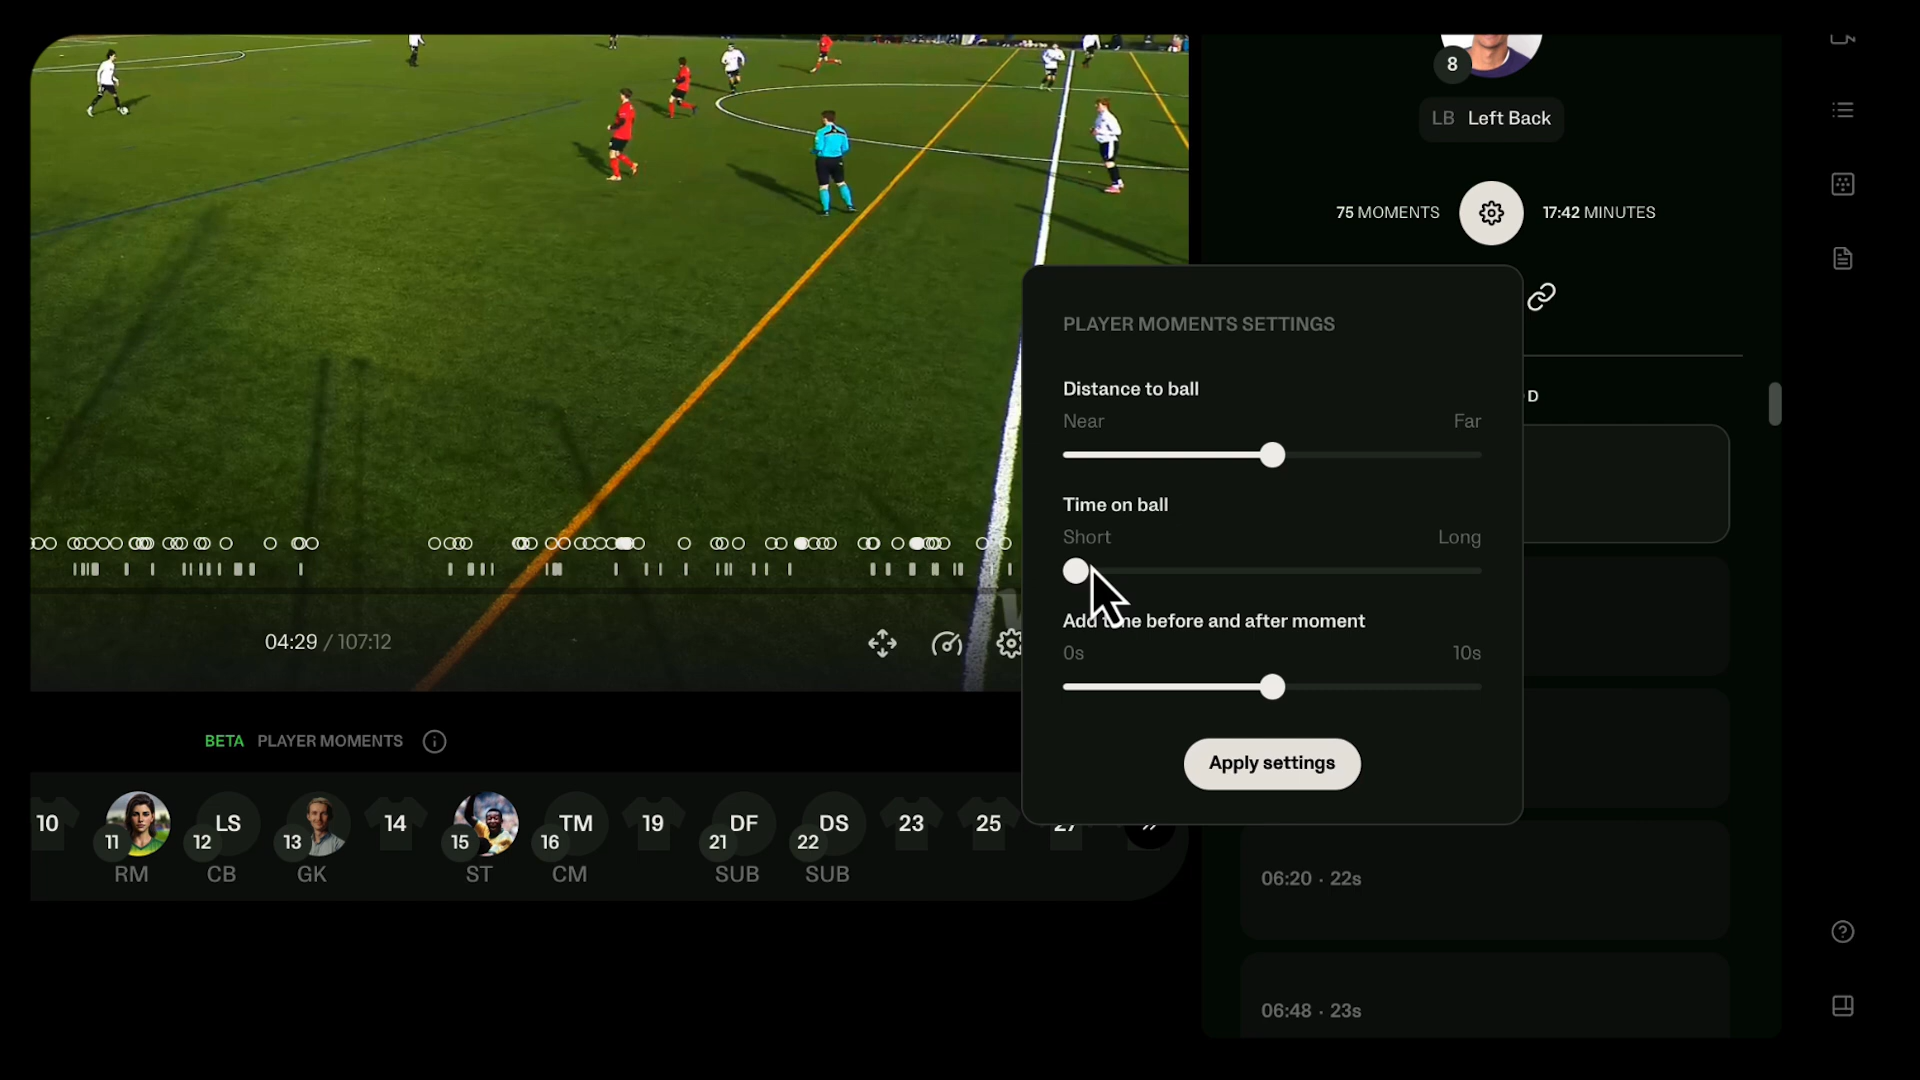 8
LB Left Back
75 MOMENTS
17:42 MINUTES
PLAYER MOMENTS SETTINGS
Distance to ball
Near Far
D
Time on ball
Short Long
Add time before and after moment
0s 10s
Apply settings
04:29 / 107:12
BETA PLAYER MOMENTS
10
11
RM
LS
12
CB
13
GK
14
15
ST
TM
16
CM
19
DF
21
SUB
DS
22
SUB
23
25
27
06:20 · 22s
06:48 · 23s